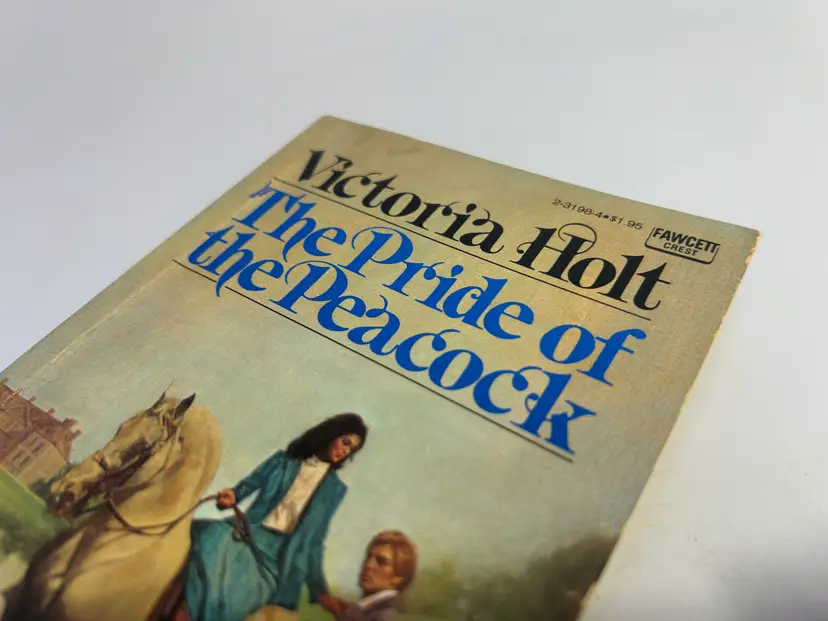 2-3198-4•$1.95
FAWCETT
CREST
Victoria Holt
The Pride of
the Peacock